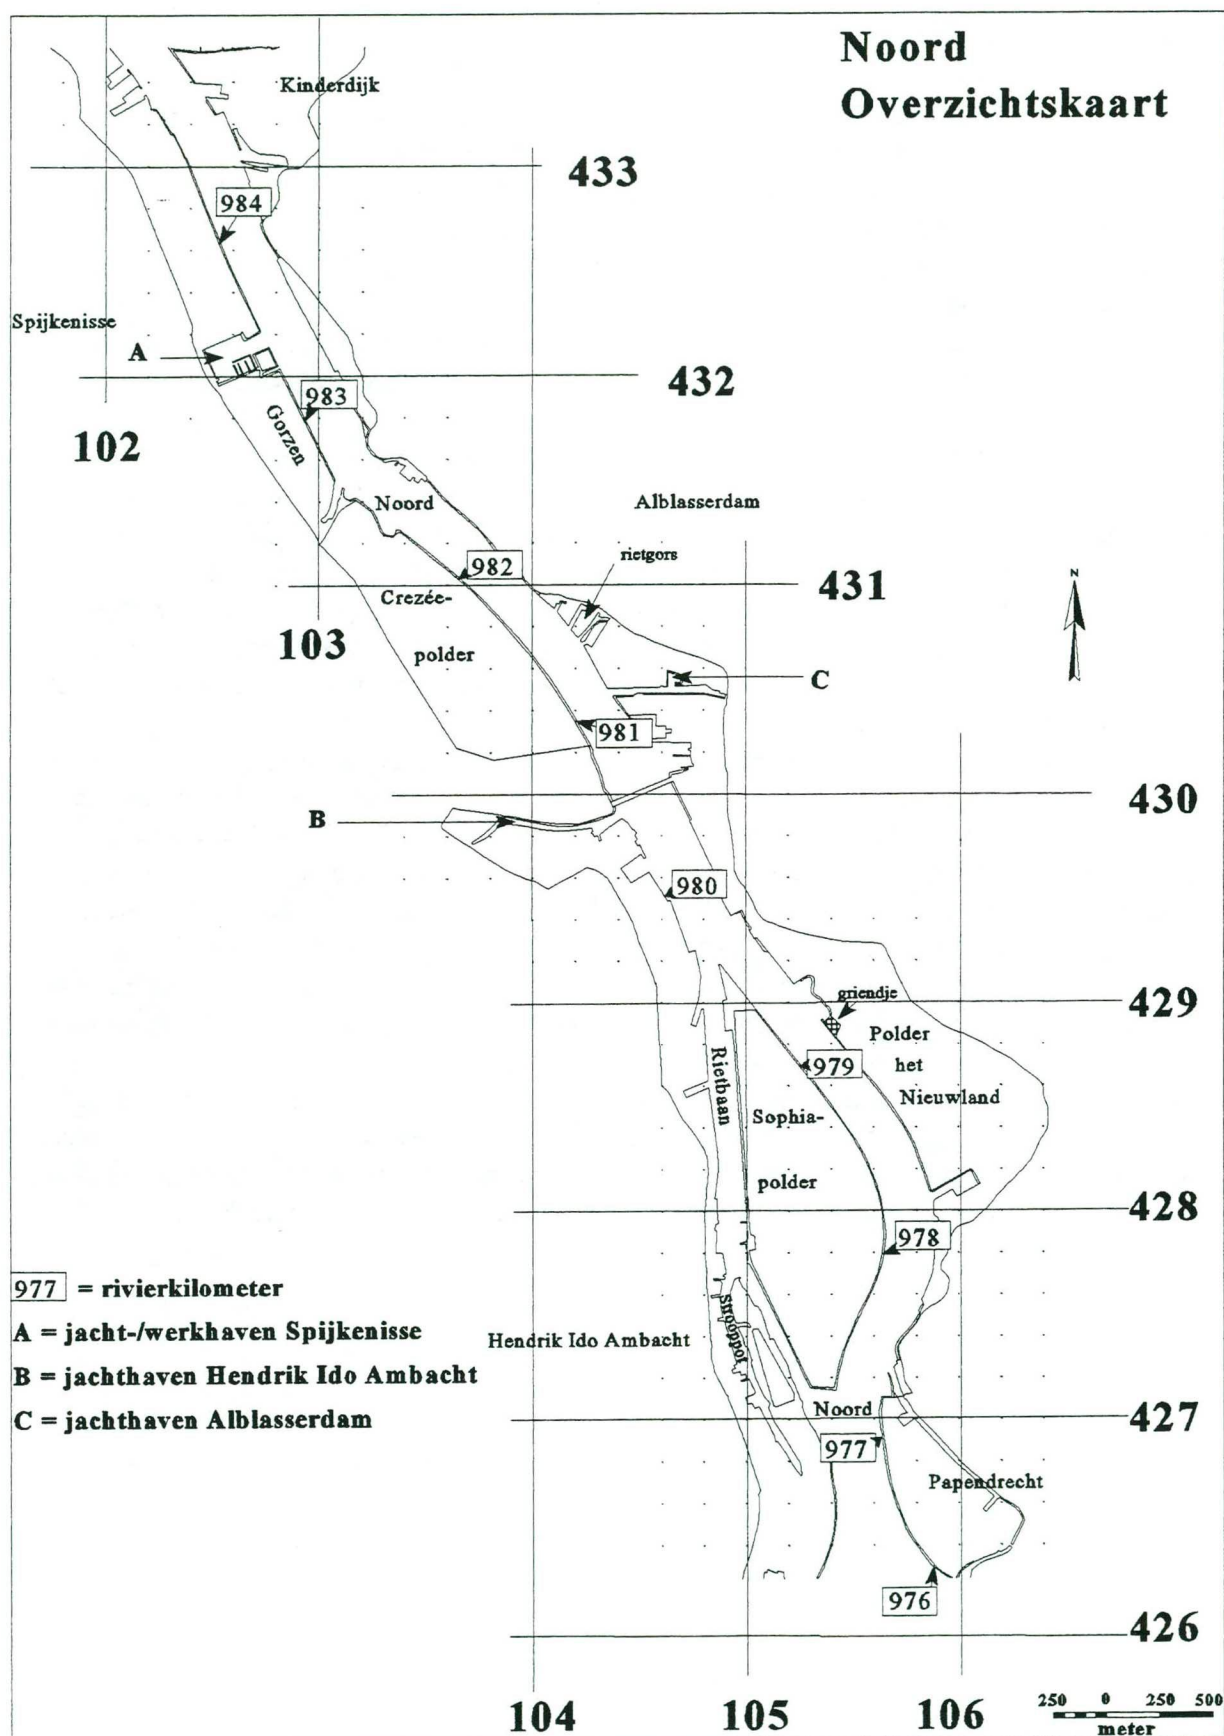 Noord
Overzichtskaart
Kinderdijk
433
984
Spijkenisse
A
432
983
102
Gorzen
Noord
Alblasserdam
rietgors
982
431
Crezée-
N
103
polder
C
981
430
B
980
griendje
429
Polder
het
Nieuwland
979
Rietbaan
Sophia-
polder
428
978
977 = rivierkilometer
A = jacht-/werkhaven Spijkenisse
Hendrik Ido Ambacht
Strooppot
B = jachthaven Hendrik Ido Ambacht
C = jachthaven Alblasserdam
Noord
427
977
Papendrecht
976
426
104
105
106
250 0 250 500
meter